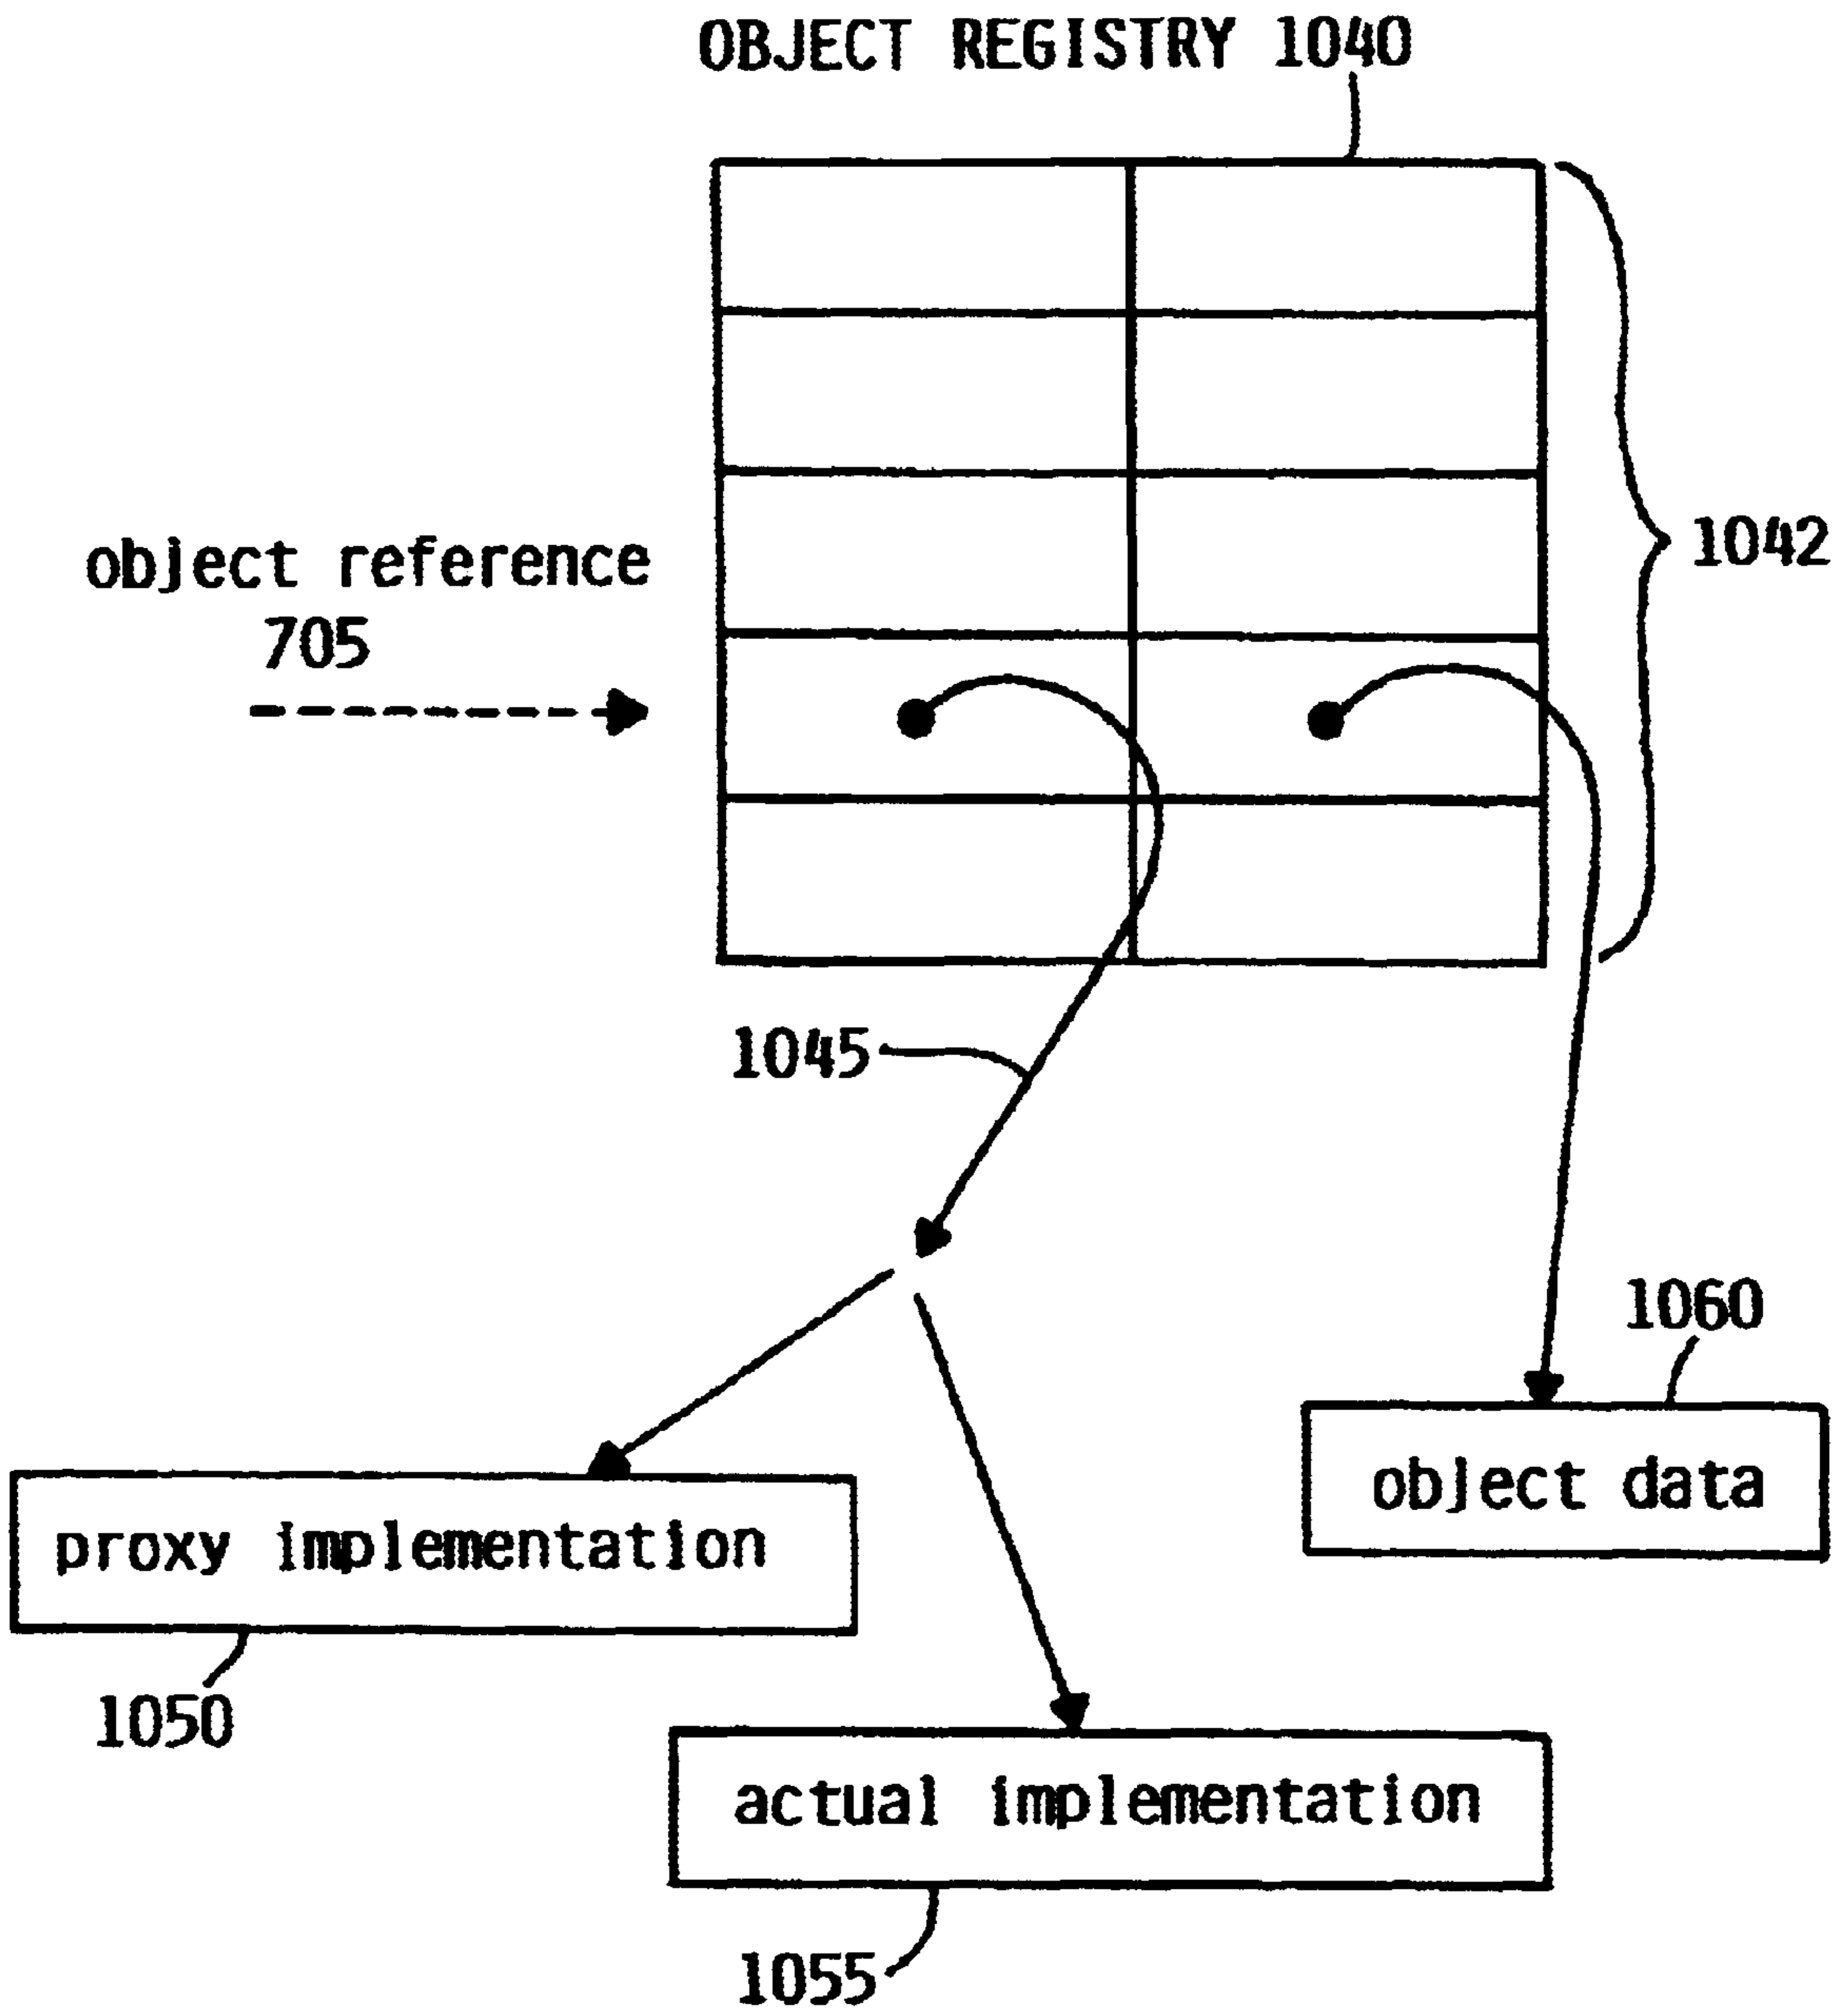 OBJECT REGISTRY 1040
1042
object reference
705
1045
1060
object data
proxy implementation
1050
actual implementation
1055